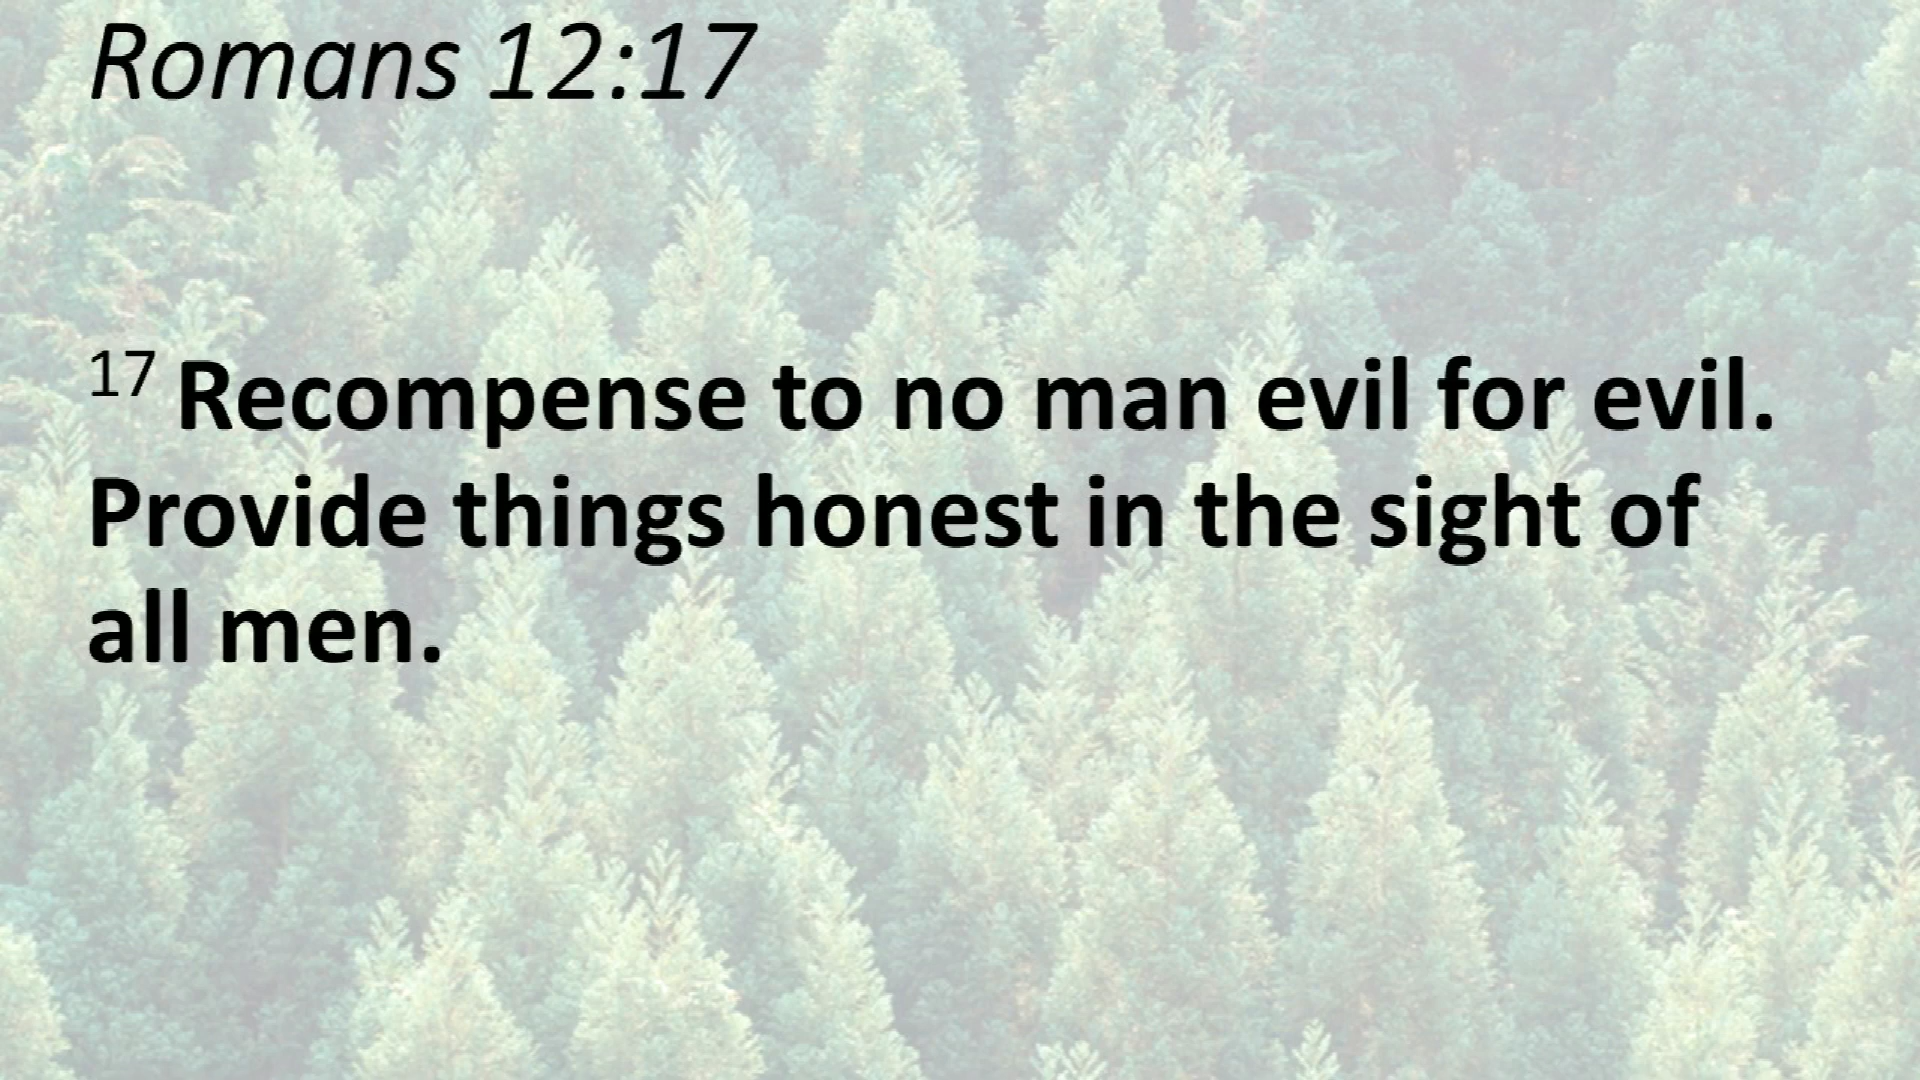 Romans 12:17
17 Recompense to no man evil for evil.
Provide things honest in the sight of
all men.